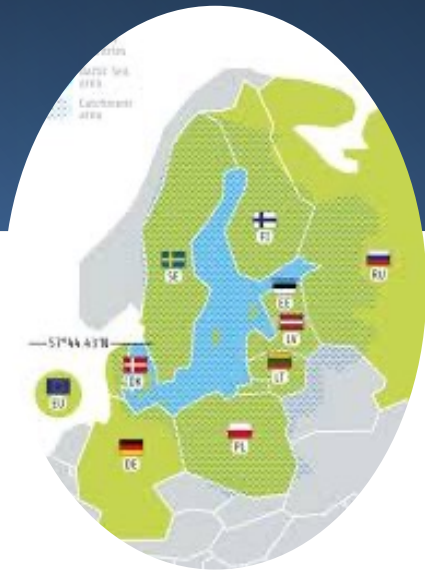 Baltic Sea
area
Catchment
area
FI
SE
RU
EE
LV
57°44.43'N
DK
LT
EU
PL
DE